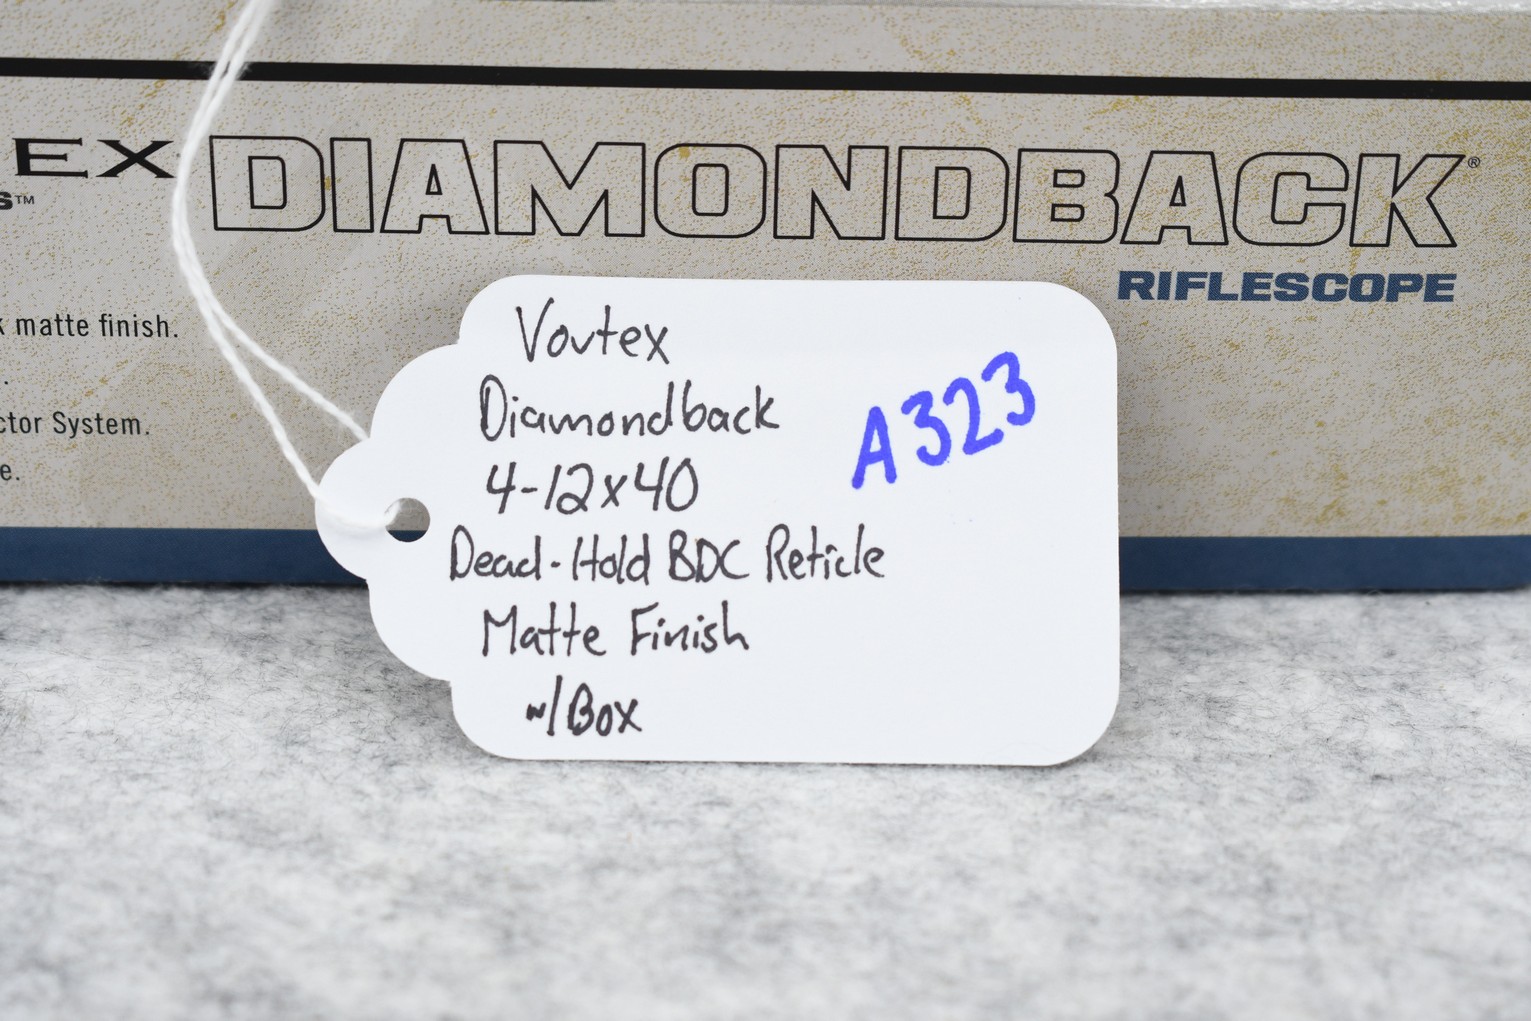 EX DIAMONDBACK®
S™
RIFLESCOPE
k matte finish.
.
ctor System.
e.
Vortex
Diamondback
4-12x40
Dead-Hold BDC Reticle
Matte Finish
w/Box
A323